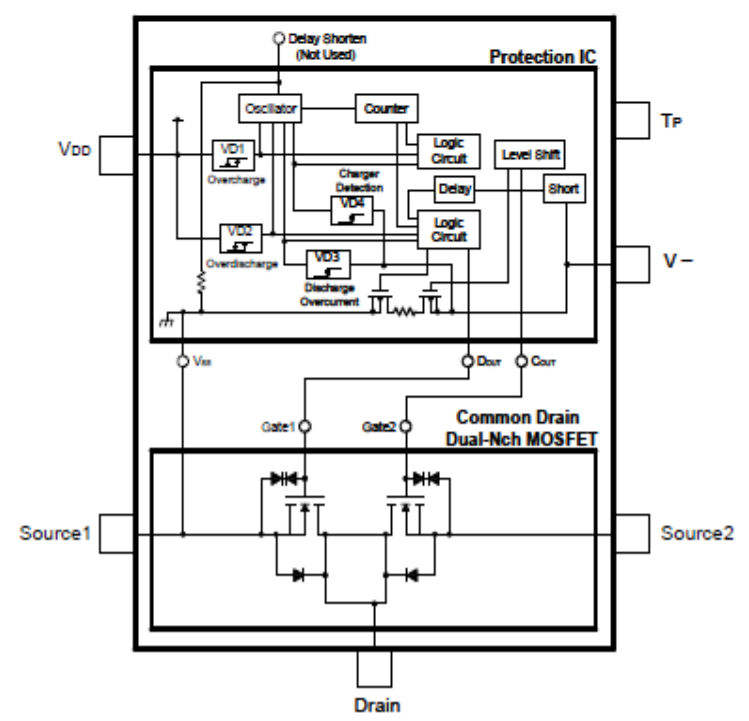 Delay Shorten
(Not Used)
Protection IC
Oscillator
Counter
TP
VDD
VD1
Logic
Circuit
Level Shift
Overcharge
Charger
Detection
Delay
Short
VD4
VD2
Logic
Circuit
Overdischarge
VD3
V－
Discharge
Overcurrent
VSS
DOUT
COUT
Gate1
Gate2
Common Drain
Dual-Nch MOSFET
Source1
Source2
Drain